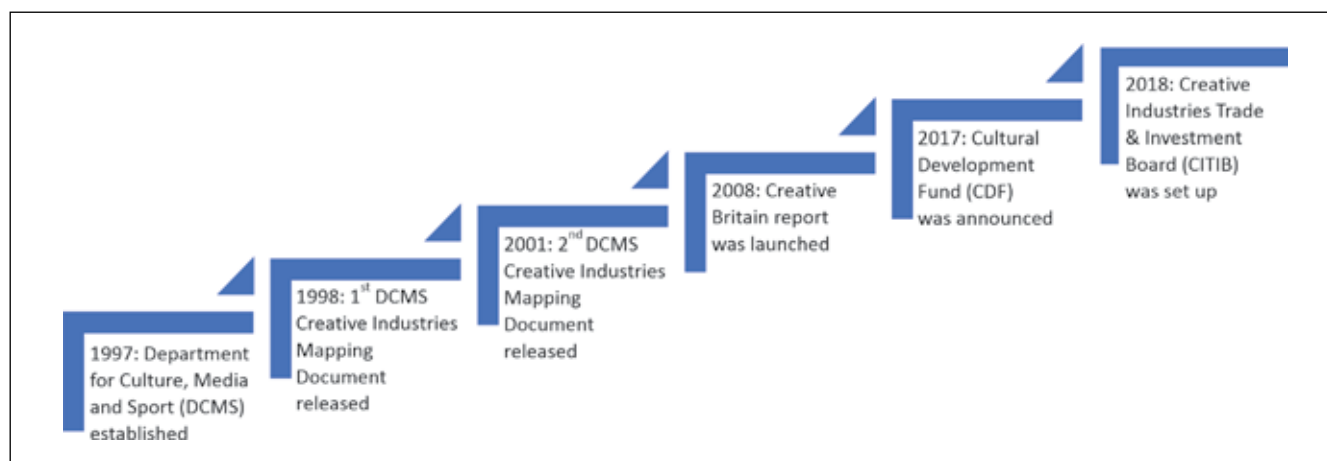 1997: Department
for Culture, Media
and Sport (DCMS)
established
1998: 1st DCMS
Creative Industries
Mapping
Document
released
2001: 2nd DCMS
Creative Industries
Mapping
Document
released
2008: Creative
Britain report
was launched
2017: Cultural
Development
Fund (CDF)
was announced
2018: Creative
Industries Trade
& Investment
Board (CITIB)
was set up